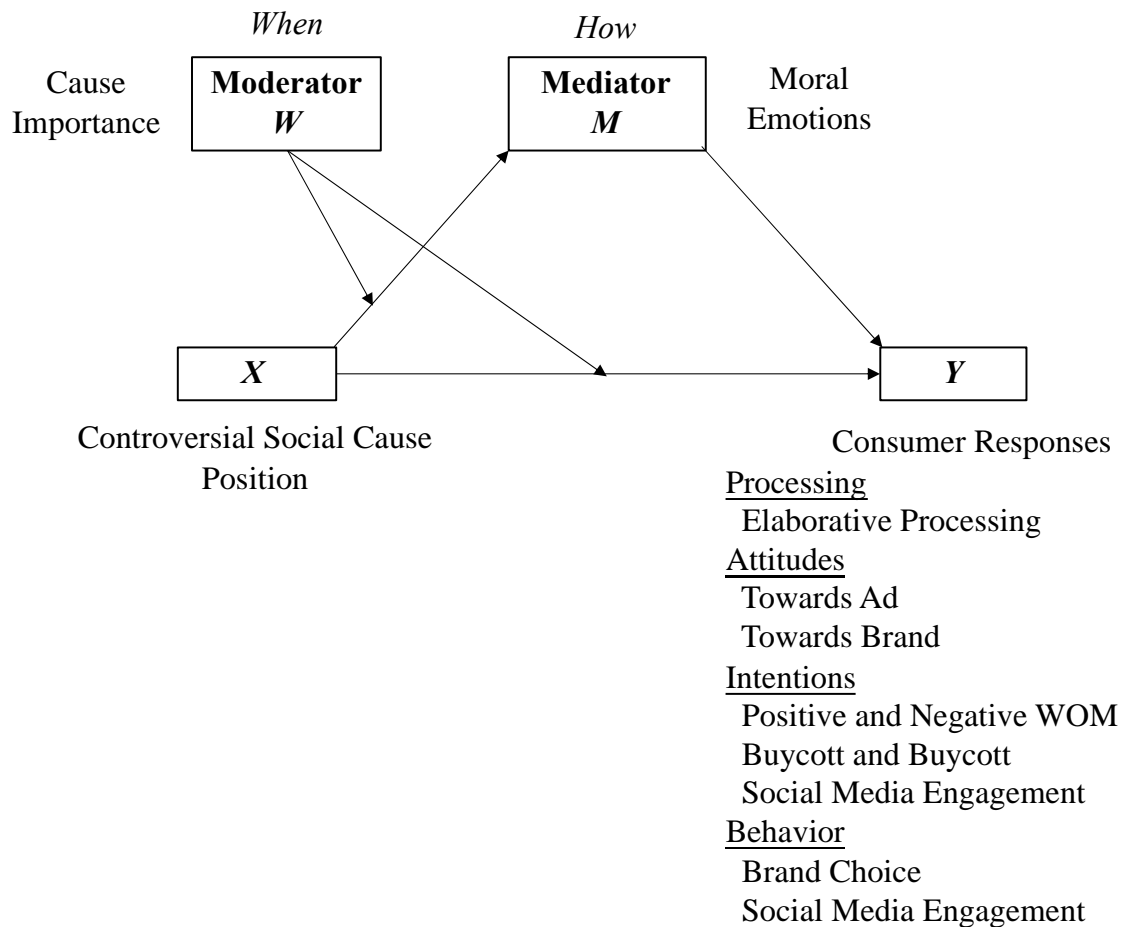 When
How
Cause
Importance
Moderator
W
Mediator
M
Moral
Emotions
X
Y
Controversial Social Cause
Position
Consumer Responses
Processing
Elaborative Processing
Attitudes
Towards Ad
Towards Brand
Intentions
Positive and Negative WOM
Buycott and Buycott
Social Media Engagement
Behavior
Brand Choice
Social Media Engagement